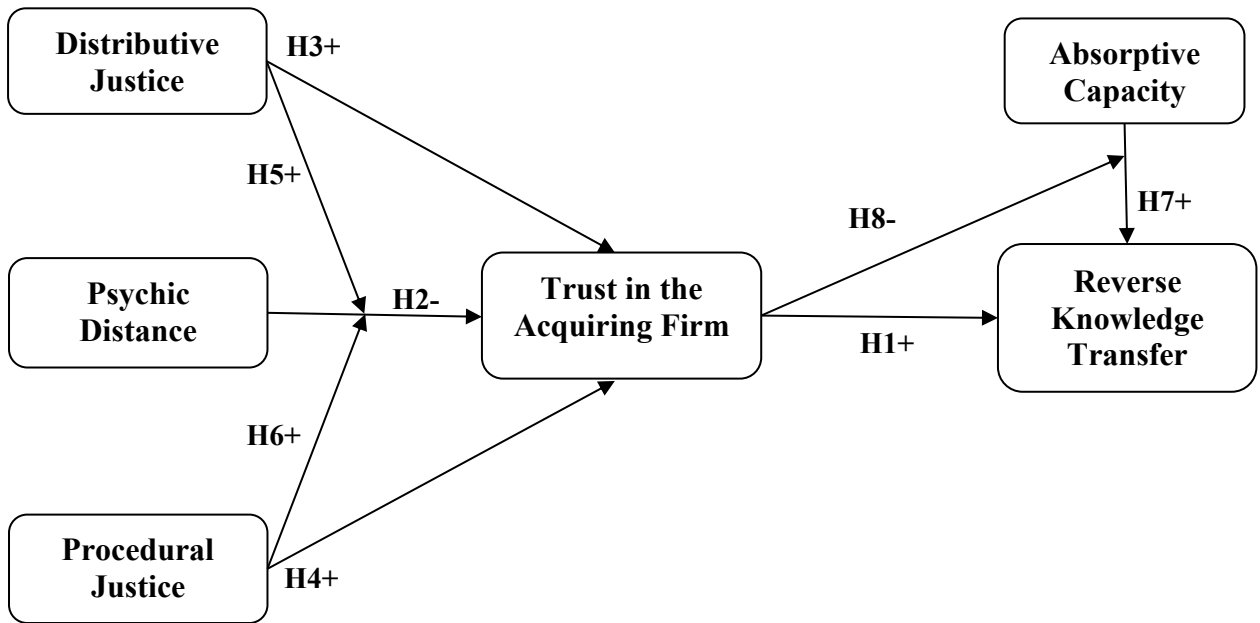 Distributive
Justice
H3+
Absorptive
Capacity
H5+
H7+
H8-
Psychic
Distance
H2-
Trust in the
Acquiring Firm
Reverse
Knowledge
Transfer
H1+
H6+
Procedural
Justice
H4+